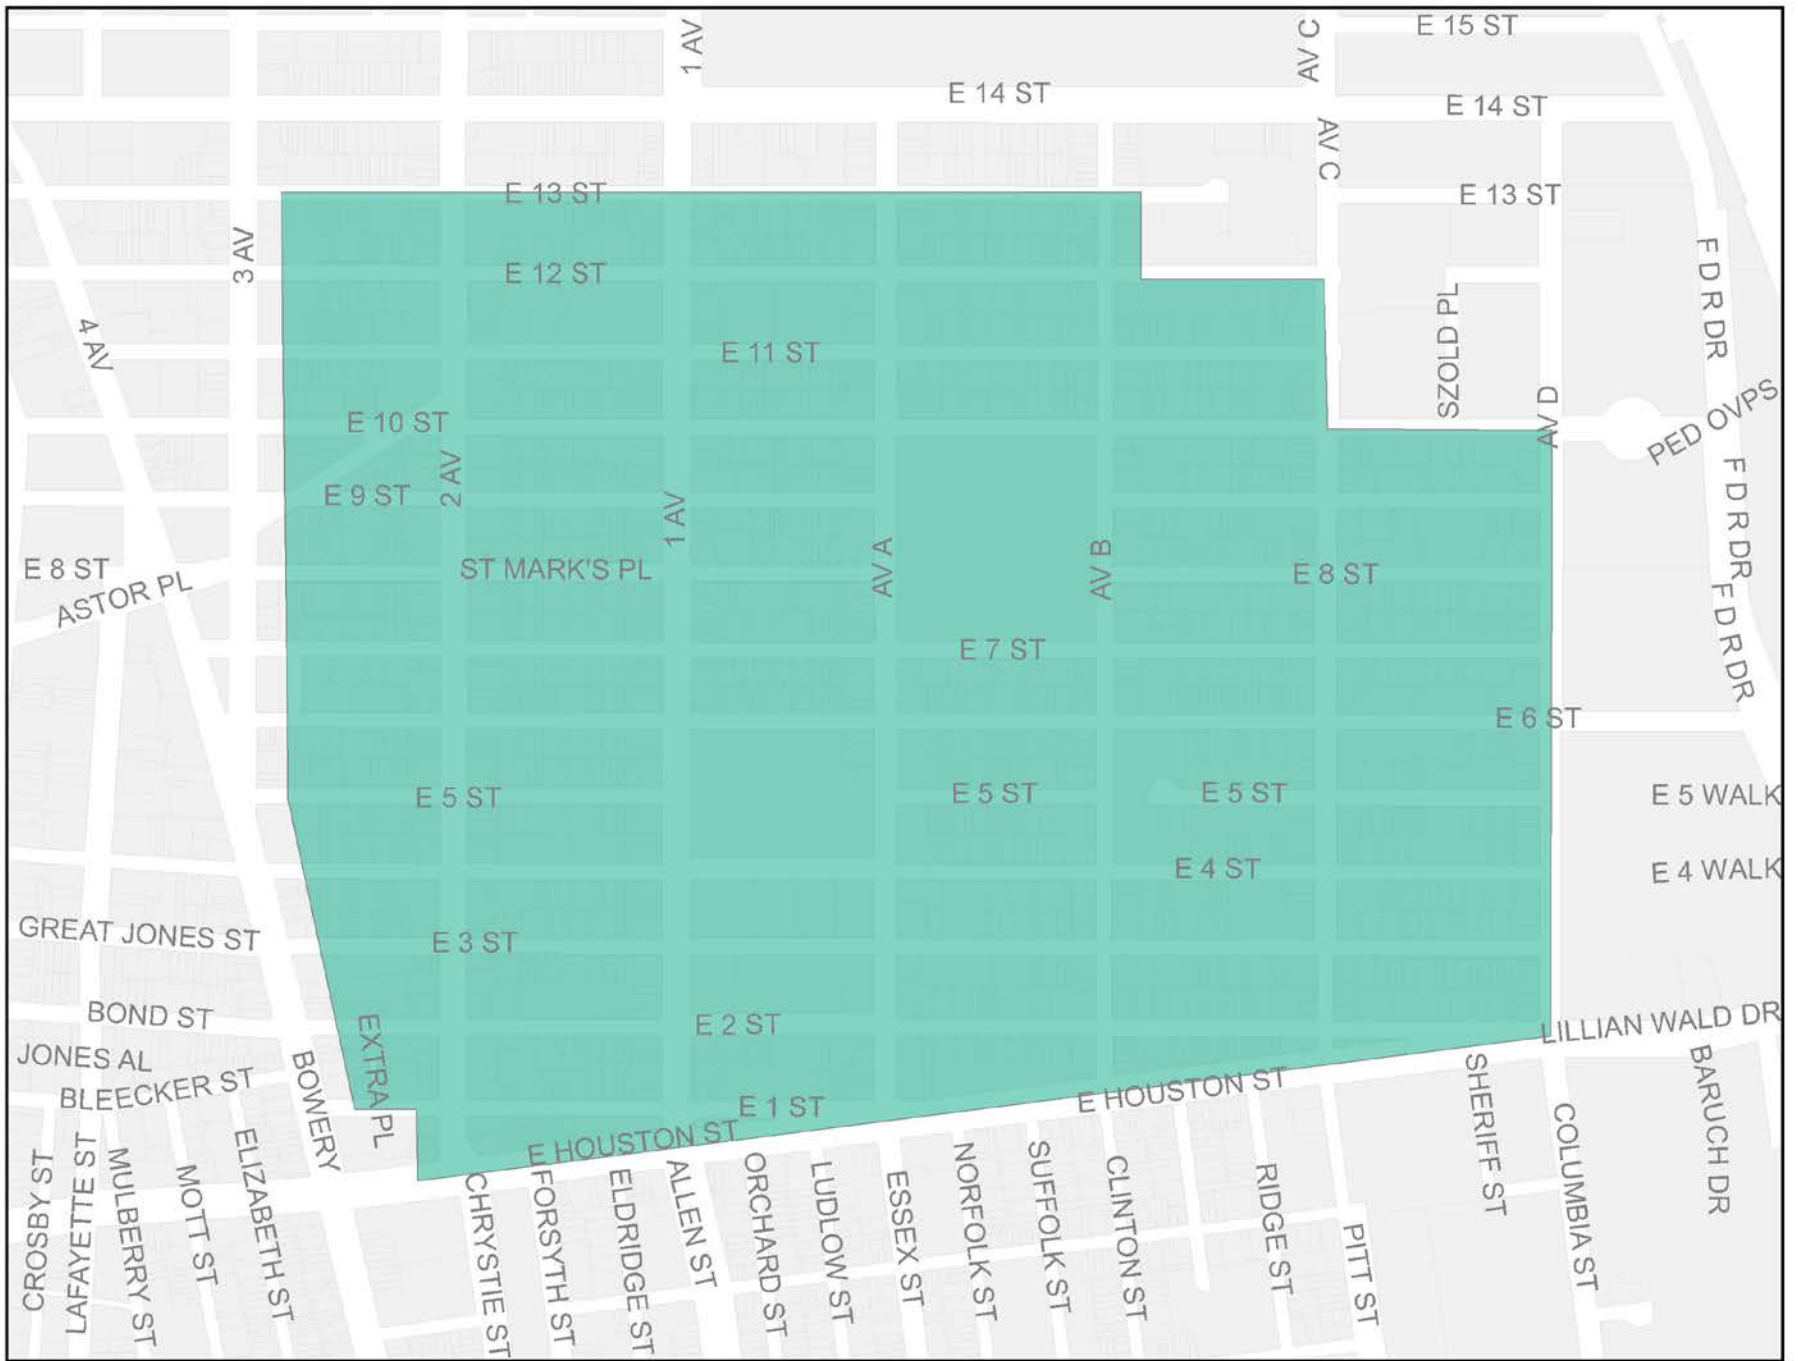 E 15 ST
1 AV
AV C
E 14 ST
E 14 ST
AV C
E 13 ST
E 13 ST
3 AV
E 12 ST
F D R DR
4 AV
E 11 ST
SZOLD PL
AV D
PED OVPS
E 10 ST
2 AV
E 9 ST
1 AV
F D R DR
E 8 ST
ASTOR PL
ST MARK'S PL
AV A
AV B
E 8 ST
F D R DR
E 7 ST
E 6 ST
E 5 ST
E 5 ST
E 5 ST
E 5 WALK
E 4 ST
E 4 WALK
GREAT JONES ST
E 3 ST
BOND ST
EXTRA PL
E 2 ST
LILLIAN WALD DR
JONES AL
BLEECKER ST
BOWERY
E 1 ST
E HOUSTON ST
E HOUSTON ST
SHERIFF ST
BARUCH DR
CROSBY ST
LAFAYETTE ST
MULBERRY ST
MOTT ST
ELIZABETH ST
CHRYSTIE ST
FORSYTH ST
ELDRIDGE ST
ALLEN ST
ORCHARD ST
LUDLOW ST
ESSEX ST
NORFOLK ST
SUFFOLK ST
CLINTON ST
RIDGE ST
PITT ST
COLUMBIA ST